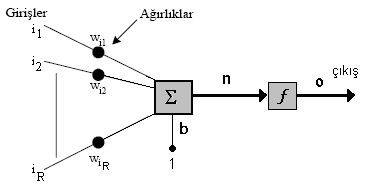 Girişler
Ağırlıklar
i1
wi1
i2
wi2
Σ
n
f
o
çıkış
b
1
iR
wiR